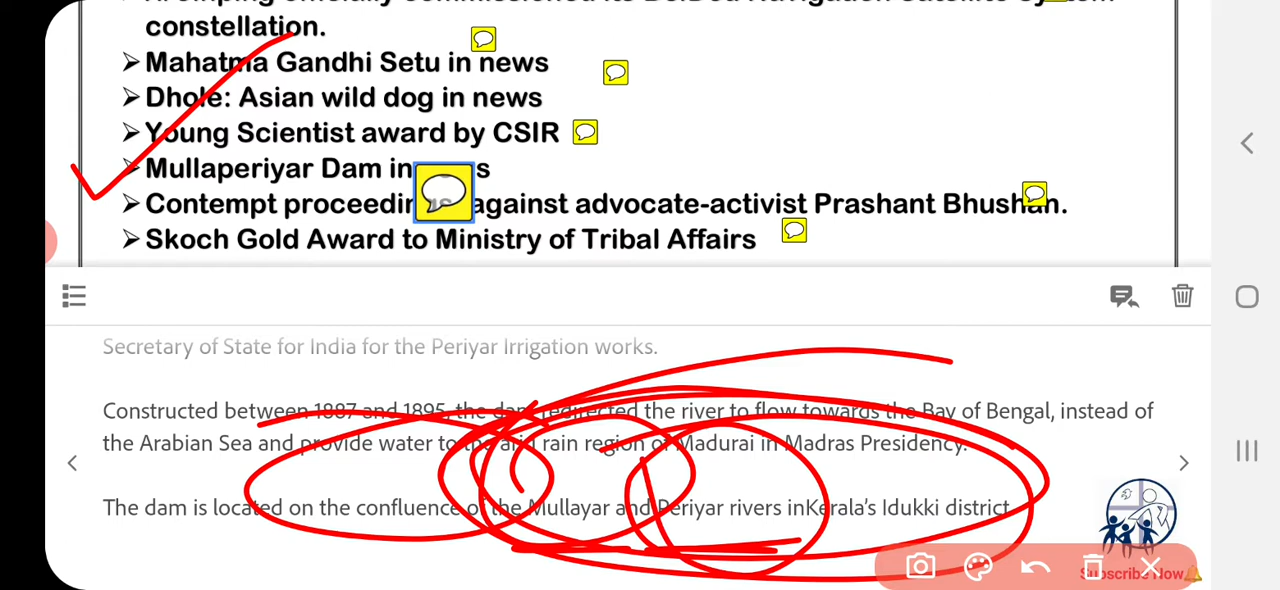 constellation.
➢ Mahatma Gandhi Setu in news
➢ Dhole: Asian wild dog in news
➢ Young Scientist award by CSIR
➢ Mullaperiyar Dam in
➢ Contempt against advocate-activist Prashant Bhushan.
➢ Skoch Gold Award to Ministry of Tribal Affairs
Secretary of State for India for the Periyar Irrigation works.
Constructed between 1887 and 1895, the dam redirected the river to flow towards the Bay of Bengal, instead of
the Arabian Sea and provide water to the arid rain region of Madurai in Madras Presidency.
The dam is located on the confluence of the Mullayar and Periyar rivers inKerala's Idukki district
Subscribe Now